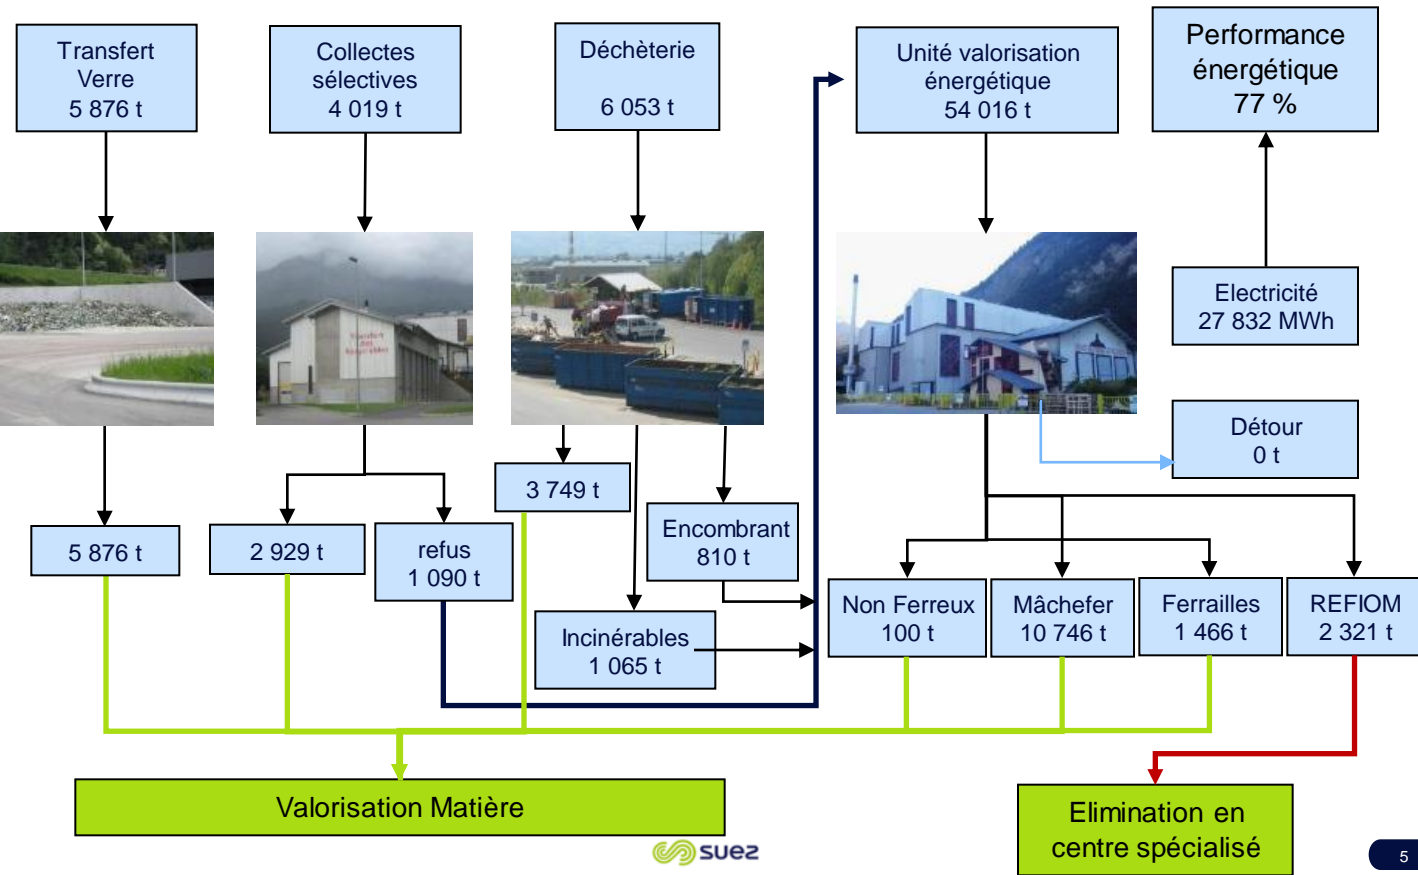 Transfert
Verre
5 876 t
Collectes
sélectives
4 019 t
Déchèterie
6 053 t
Unité valorisation
énergétique
54 016 t
Performance
énergétique
77 %
Transfert
des
Electricité
27 832 MWh
Détour
0 t
3 749 t
5 876 t
2 929 t
refus
1 090 t
Encombrant
810 t
Incinérables
1 065 t
Non Ferreux
100 t
Mâchefer
10 746 t
Ferrailles
1 466 t
REFIOM
2 321 t
Valorisation Matière
Elimination en
centre spécialisé
suez
5